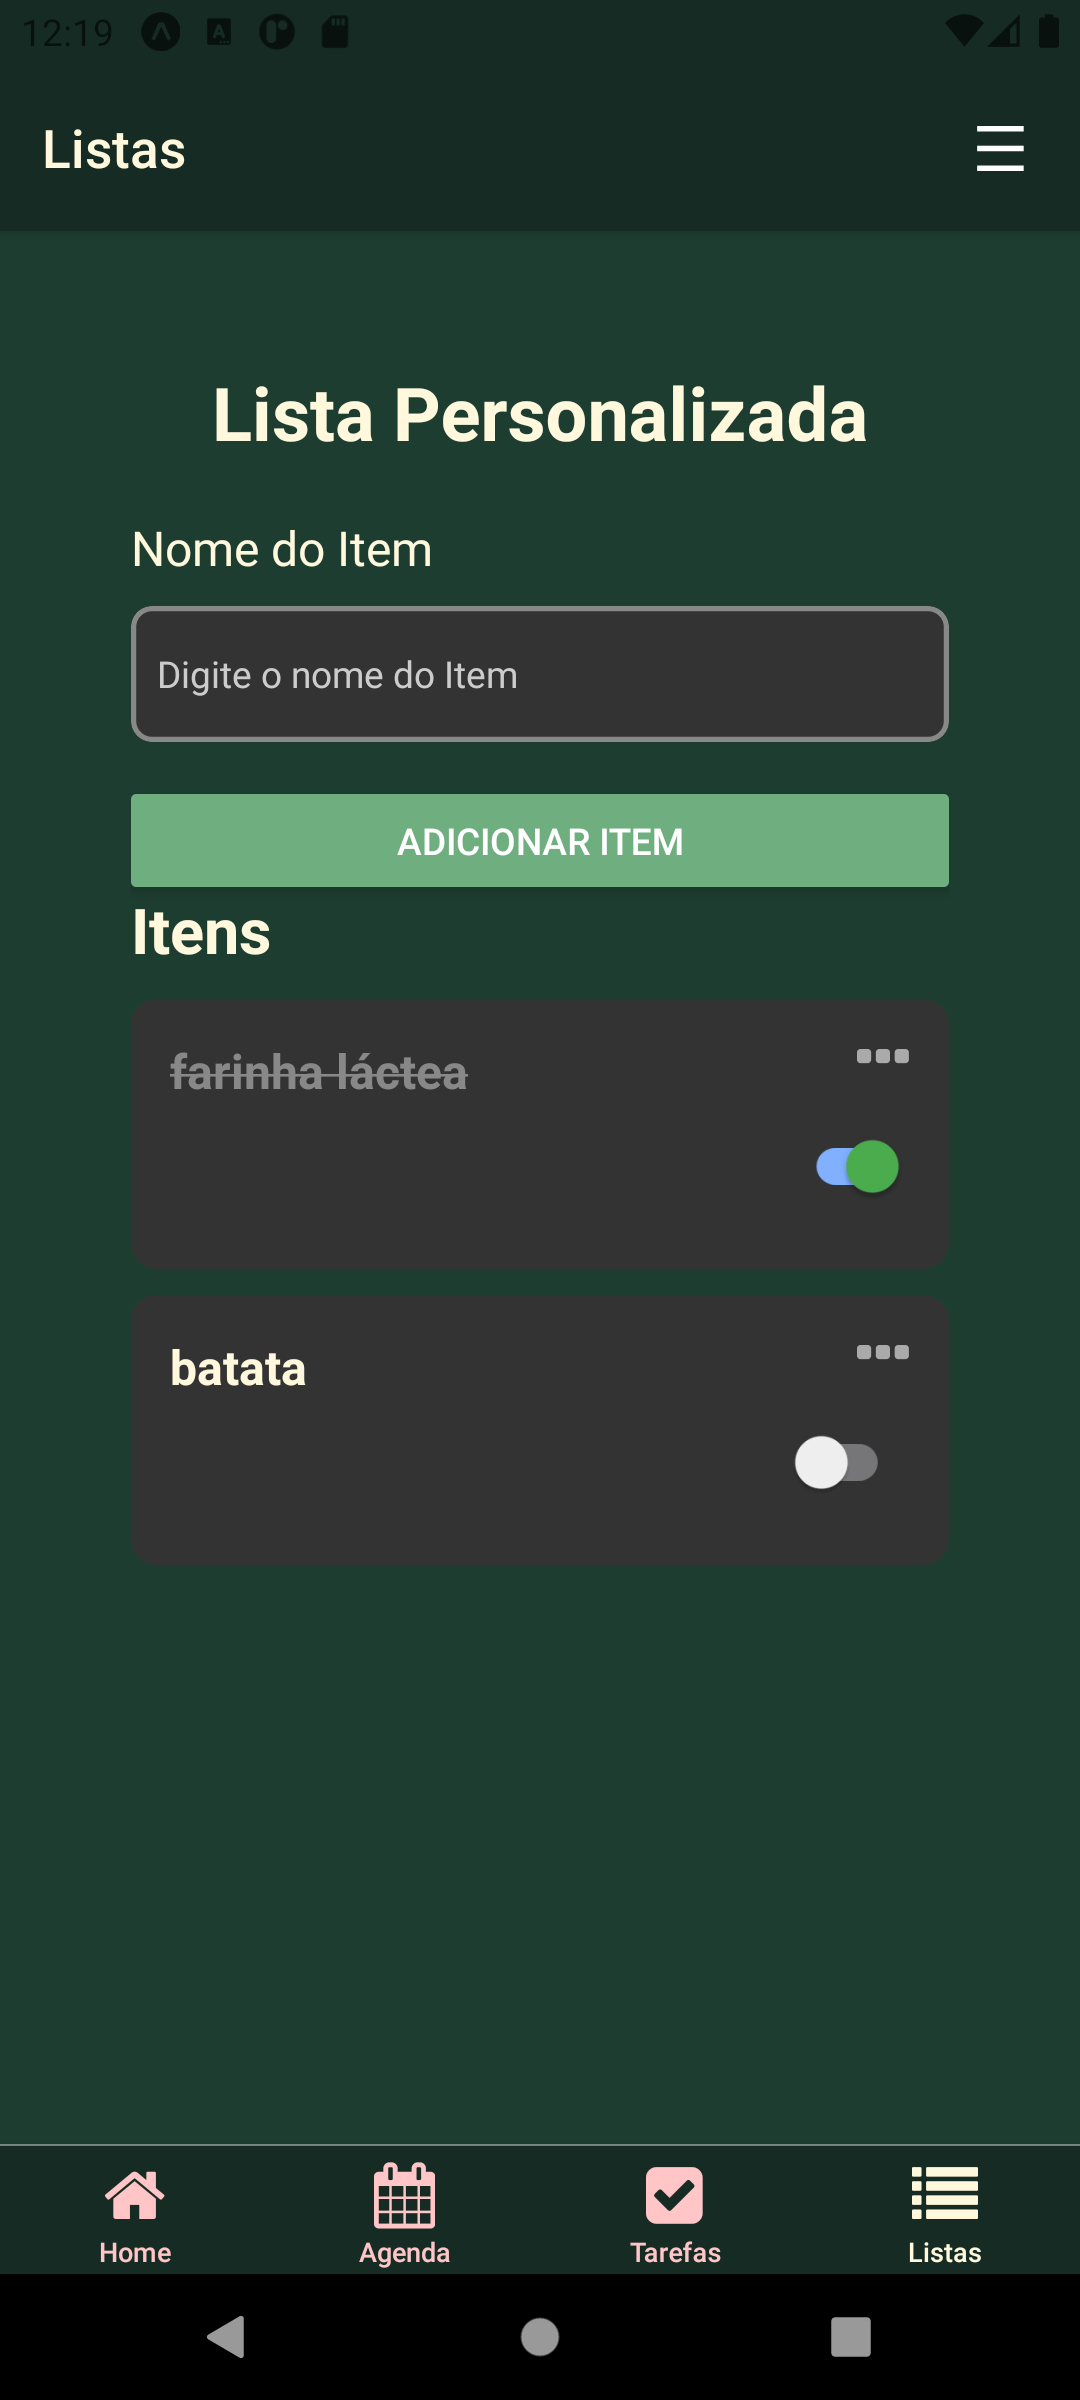 12:19
Listas
Lista Personalizada
Nome do Item
Digite o nome do Item
ADICIONAR ITEM
Itens
farinha láctea
batata
Home
Agenda
Tarefas
Listas